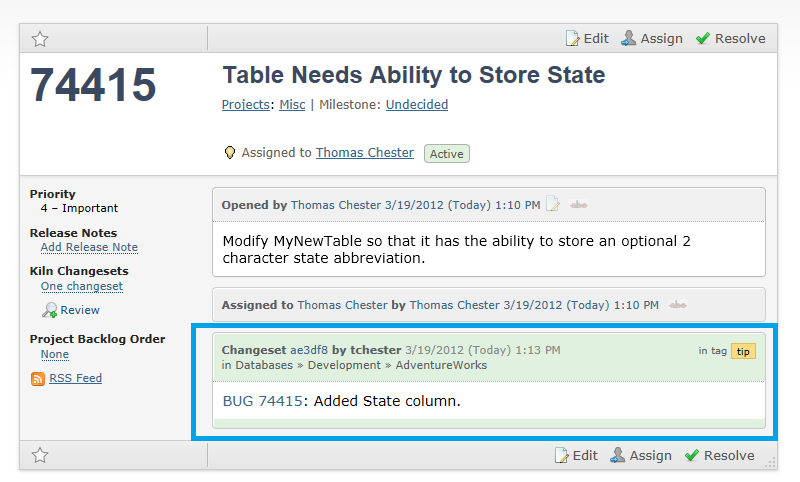 Edit Assign Resolve
74415
Table Needs Ability to Store State
Projects: Misc | Milestone: Undecided
Assigned to Thomas Chester Active
Priority
4 – Important
Release Notes
Add Release Note
Kiln Changesets
One changeset
Review
Project Backlog Order
None
RSS Feed
Opened by Thomas Chester 3/19/2012 (Today) 1:10 PM abc
Modify MyNewTable so that it has the ability to store an optional 2
character state abbreviation.
Assigned to Thomas Chester by Thomas Chester 3/19/2012 (Today) 1:10 PM abc
Changeset ae3df8 by tchester 3/19/2012 (Today) 1:13 PM in tag tip
in Databases » Development » AdventureWorks
BUG 74415: Added State column.
Edit Assign Resolve